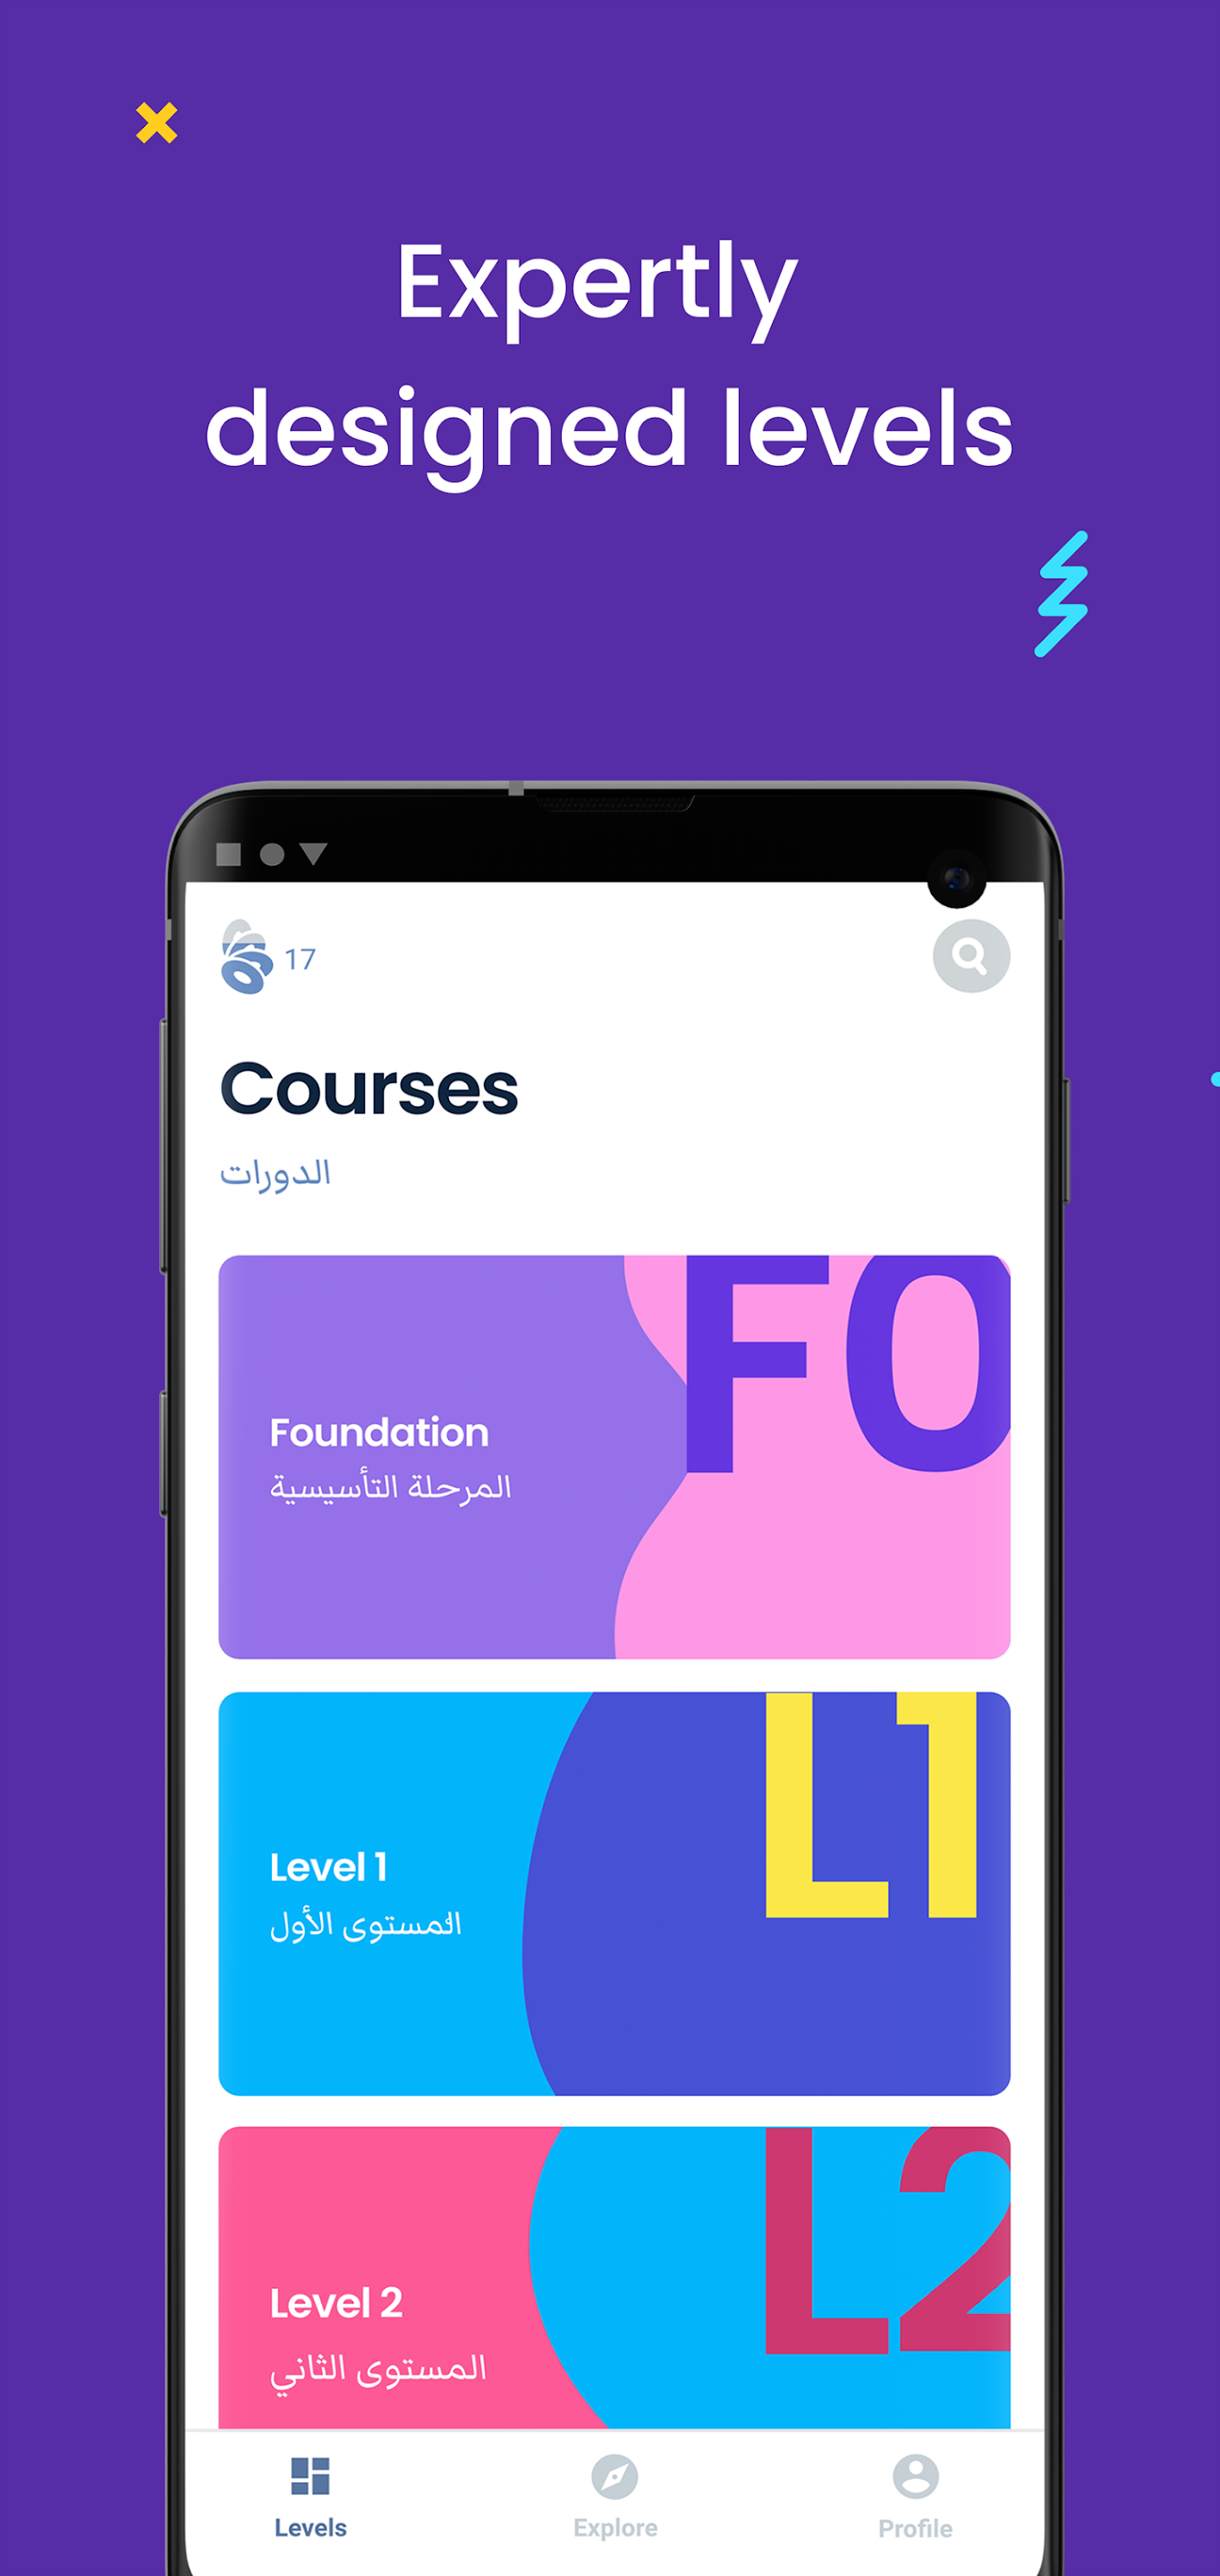 Expertly
designed levels
17
Courses
الدورات
F0
Foundation
المرحلة التأسيسية
L1
Level 1
المستوى الأول
L2
Level 2
المستوى الثاني
Levels
Explore
Profile